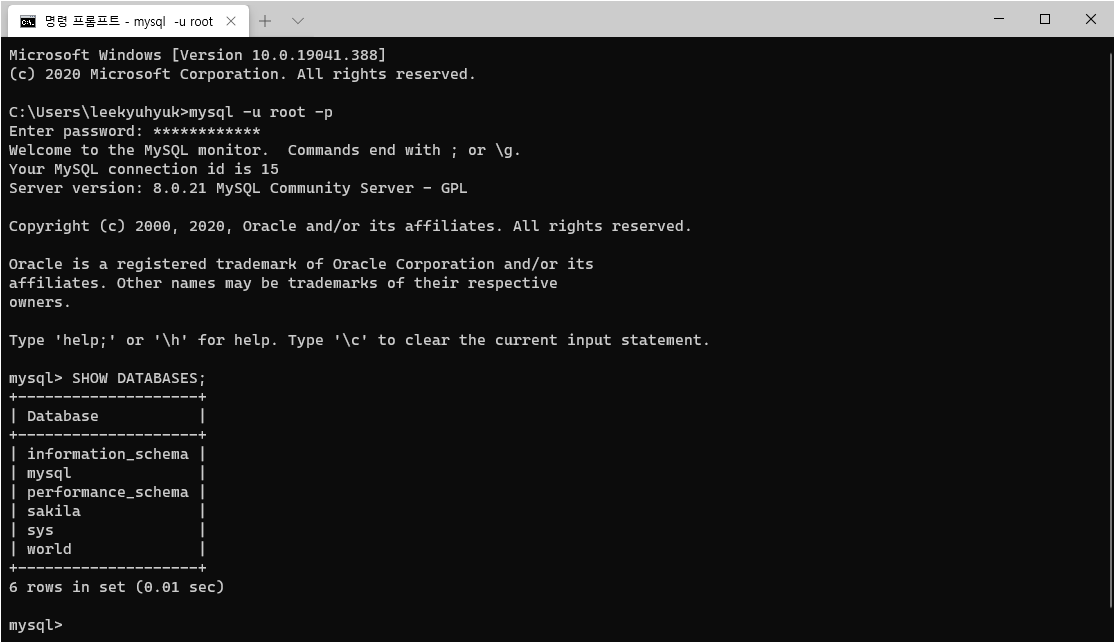 명령 프롬프트 - mysql  -u root
Microsoft Windows [Version 10.0.19041.388]
(c) 2020 Microsoft Corporation. All rights reserved.
C:\Users\leekyuhyuk>mysql -u root -p
Enter password: ************
Welcome to the MySQL monitor.  Commands end with ; or \g.
Your MySQL connection id is 15
Server version: 8.0.21 MySQL Community Server - GPL
Copyright (c) 2000, 2020, Oracle and/or its affiliates. All rights reserved.
Oracle is a registered trademark of Oracle Corporation and/or its
affiliates. Other names may be trademarks of their respective
owners.
Type 'help;' or '\h' for help. Type '\c' to clear the current input statement.
mysql> SHOW DATABASES;
+--------------------+
| Database           |
+--------------------+
| information_schema |
| mysql              |
| performance_schema |
| sakila             |
| sys                |
| world              |
+--------------------+
6 rows in set (0.01 sec)
mysql>